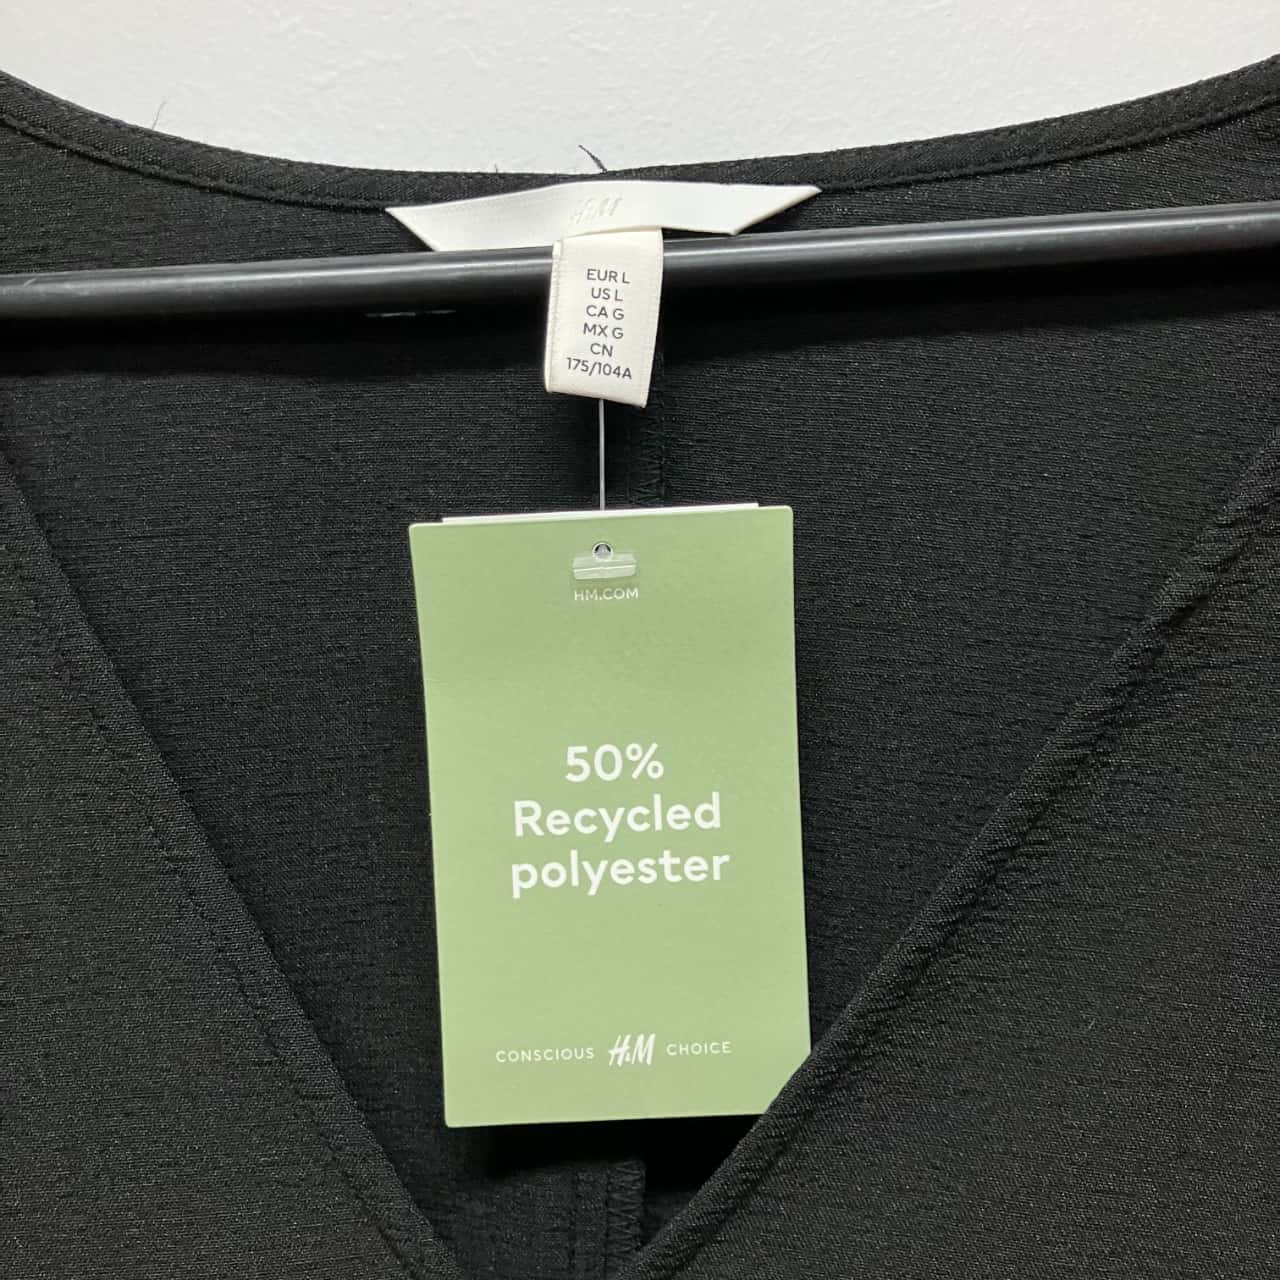 H&M
EUR L
US L
CA G
MX G
CN
175/104A
HM.COM
50%
Recycled
polyester
CONSCIOUS H&M CHOICE